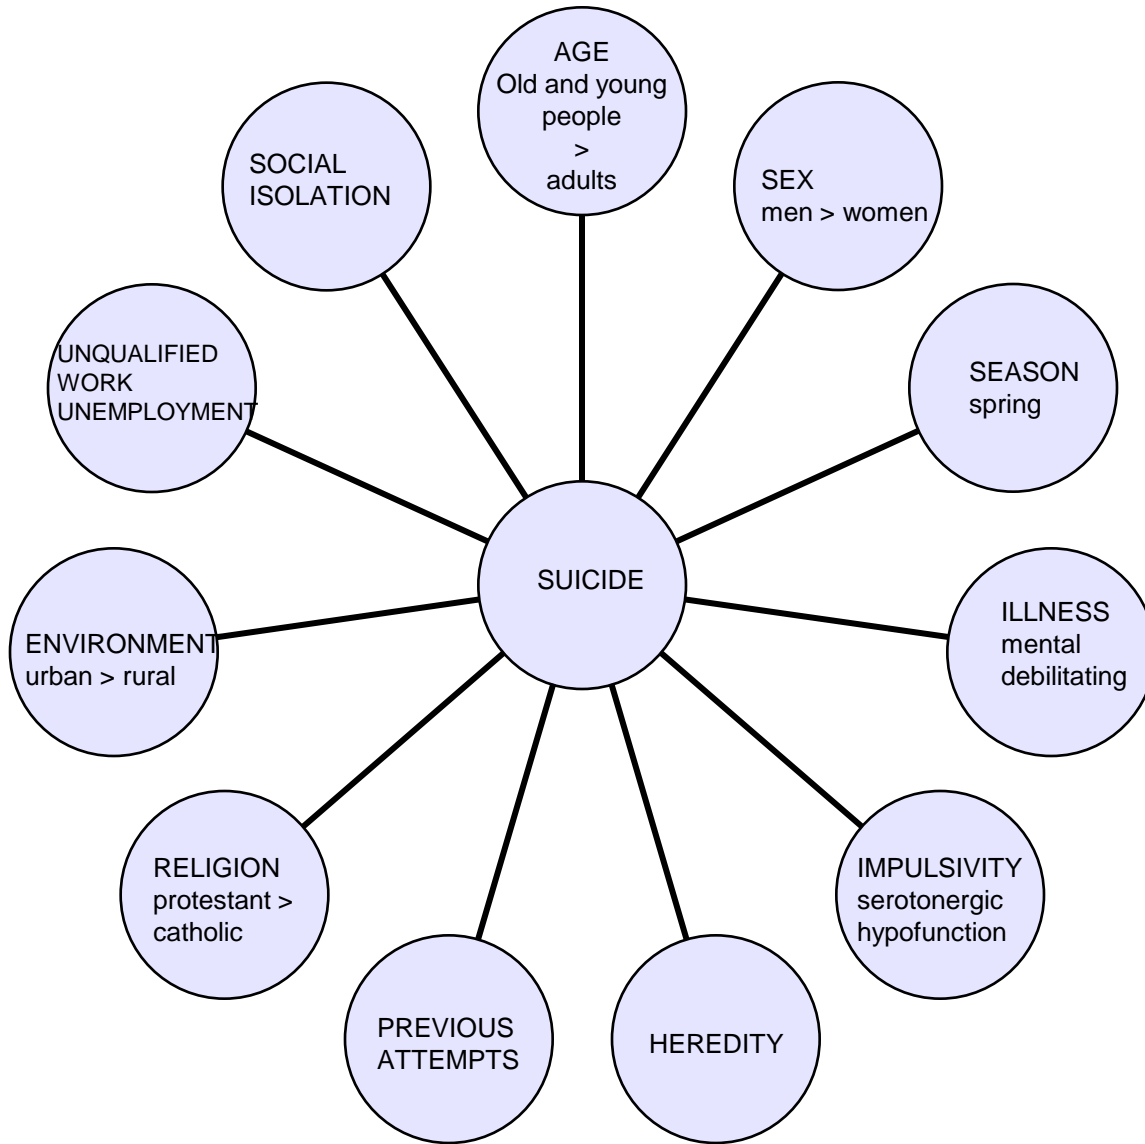 AGE
Old and young
people
>
adults
SEX
men > women
SEASON
spring
ILLNESS
mental
debilitating
IMPULSIVITY
serotonergic
hypofunction
HEREDITY
PREVIOUS
ATTEMPTS
RELIGION
protestant >
catholic
ENVIRONMENT
urban > rural
UNQUALIFIED
WORK
UNEMPLOYMENT
SOCIAL
ISOLATION
SUICIDE